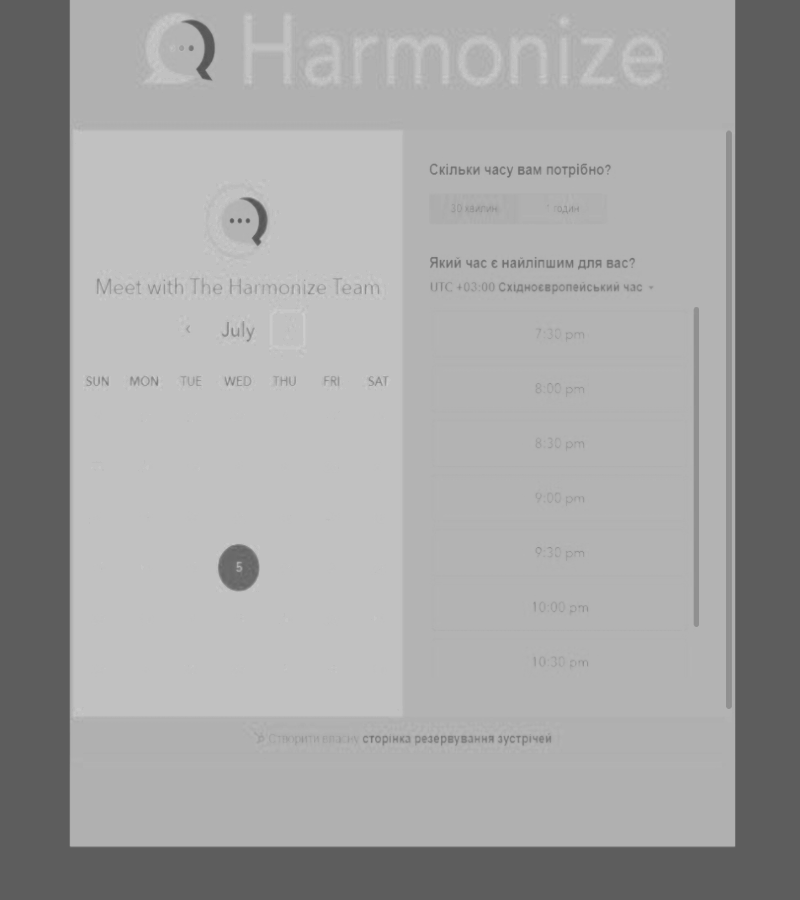 Harmonize
Meet with The Harmonize Team
July
SUN MON TUE WED THU FRI SAT
5
Скільки часу вам потрібно?
30 хвилин 1 годин
Який час є найліпшим для вас?
UTC +03:00 Східноєвропейський час
7:30 pm
8:00 pm
8:30 pm
9:00 pm
9:30 pm
10:00 pm
10:30 pm
Створити власну сторінка резервування зустрічей